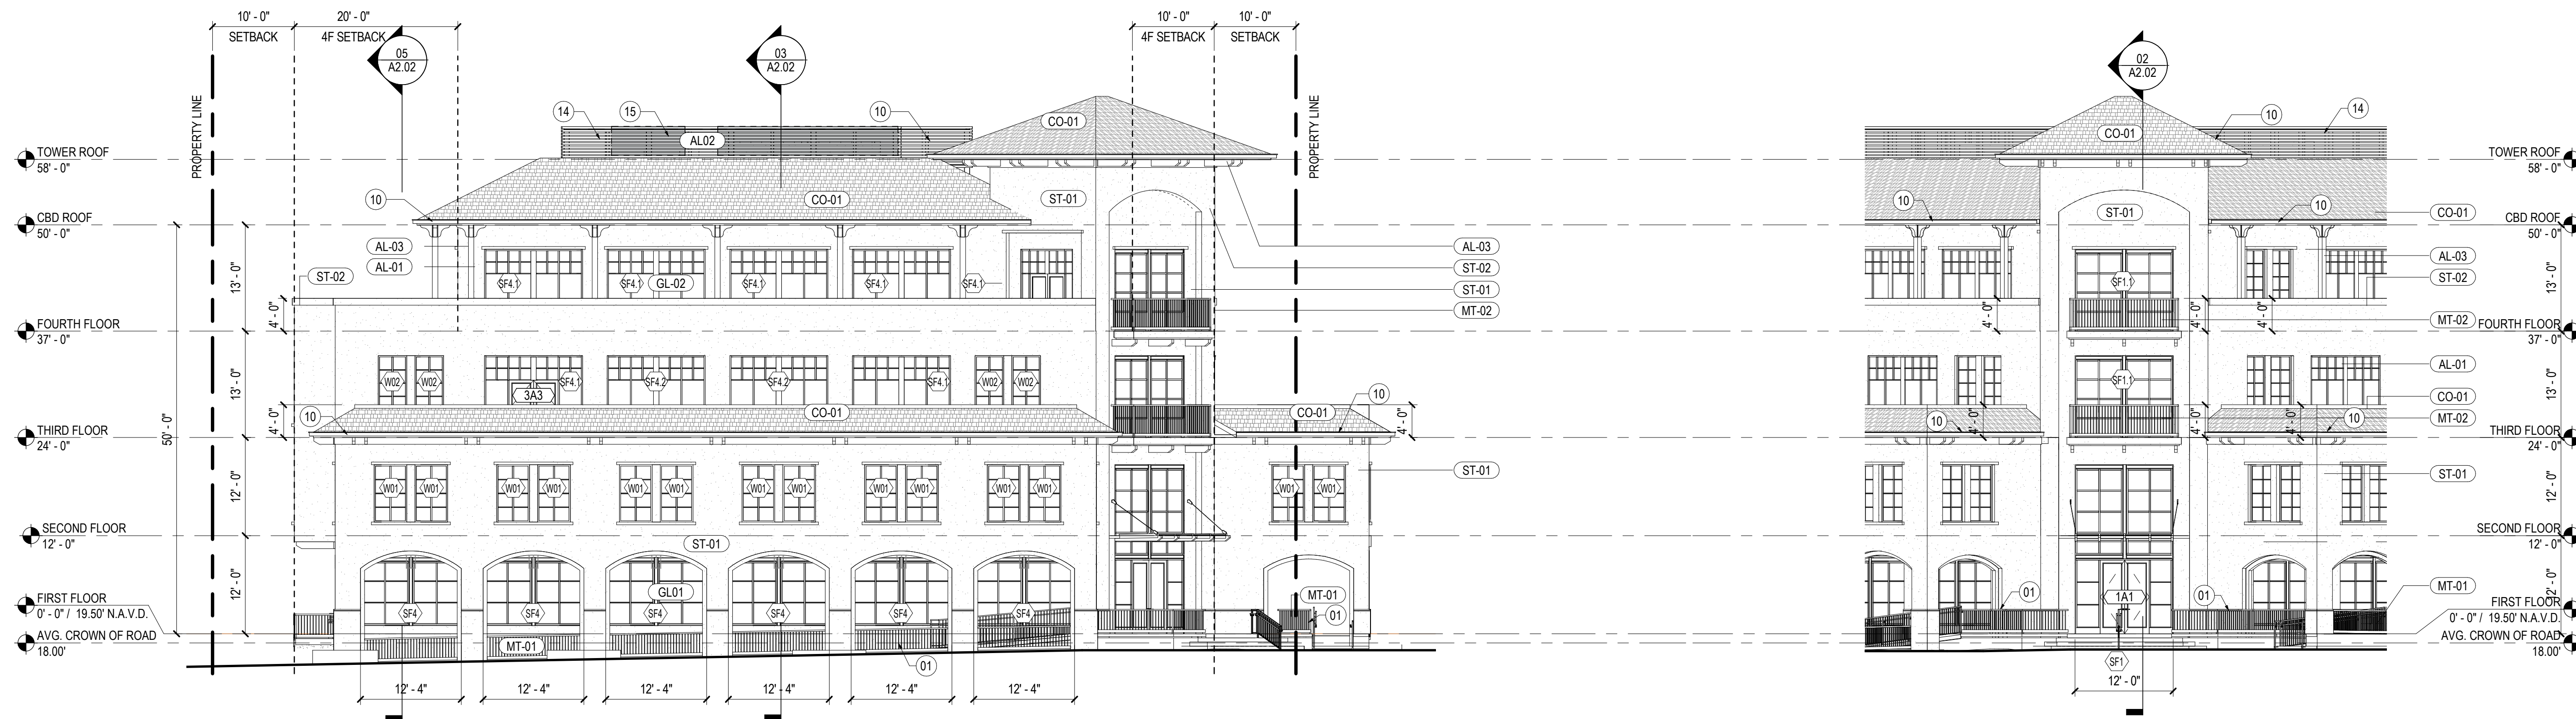 10' - 0"
20' - 0"
10' - 0"
10' - 0"
SETBACK
4F SETBACK
4F SETBACK
SETBACK
05
A2.02
03
A2.02
02
A2.02
PROPERTY LINE
PROPERTY LINE
14
15
10
CO-01
AL02
CO-01
10
14
TOWER ROOF
58' - 0"
TOWER ROOF
58' - 0"
10
CO-01
ST-01
10
ST-01
10
CO-01
CBD ROOF
50' - 0"
CBD ROOF
50' - 0"
AL-03
AL-01
ST-02
AL-03
ST-02
ST-01
MT-02
AL-03
ST-02
MT-02
SF4.1
SF4.1
GL-02
SF4.1
SF4.1
SF4.1
SF1.1
13' - 0"
4' - 0"
4' - 0"
4' - 0"
4' - 0"
13' - 0"
FOURTH FLOOR
37' - 0"
FOURTH FLOOR
37' - 0"
W02
W02
SF4.1
3A3
SF4.2
SF4.2
SF4.1
W02
W02
SF1.1
AL-01
CO-01
MT-02
13' - 0"
4' - 0"
10
CO-01
CO-01
10
4' - 0"
10
4' - 0"
4' - 0"
4' - 0"
10
13' - 0"
THIRD FLOOR
24' - 0"
THIRD FLOOR
24' - 0"
50' - 0"
12' - 0"
W01
W01
W01
W01
W01
W01
W01
W01
W01
W01
W01
W01
W01
W01
ST-01
ST-01
12' - 0"
SECOND FLOOR
12' - 0"
ST-01
SECOND FLOOR
12' - 0"
12' - 0"
GL01
SF4
SF4
SF4
SF4
SF4
SF4
MT-01
01
01
1A1
01
MT-01
12' - 0"
FIRST FLOOR
0' - 0" / 19.50' N.A.V.D.
FIRST FLOOR
0' - 0" / 19.50' N.A.V.D.
AVG. CROWN OF ROAD
18.00'
AVG. CROWN OF ROAD
18.00'
MT-01
01
SF1
12' - 4"
12' - 4"
12' - 4"
12' - 4"
12' - 4"
12' - 4"
12' - 0"